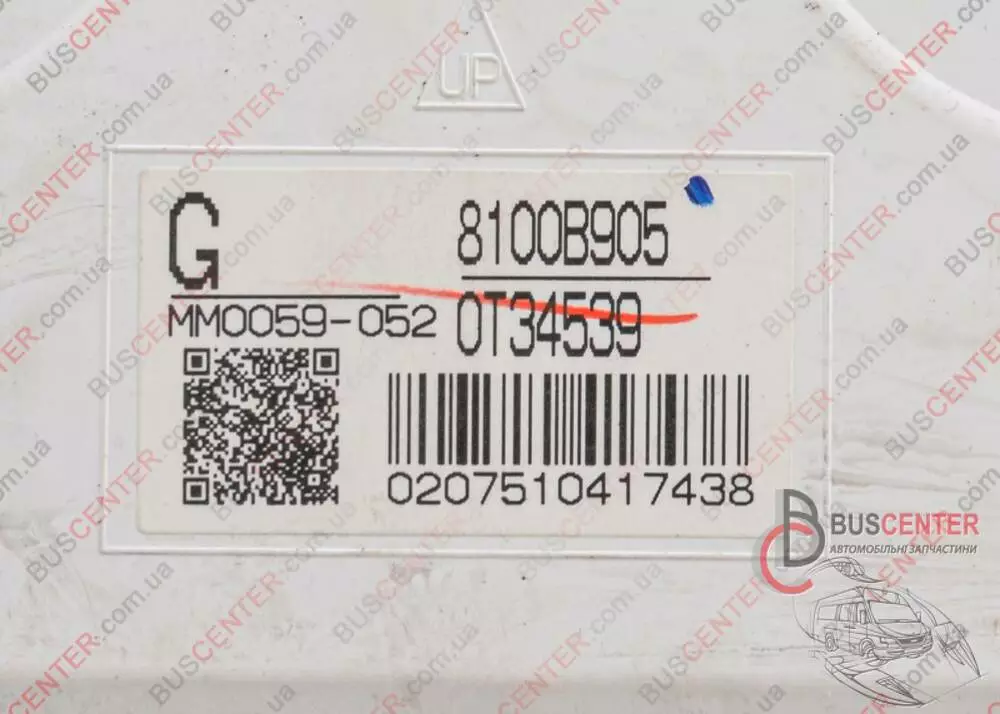 UP
G
8100B905
MM0059-052
0T34539
0207510417438
BUSCENTER
АВТОМОБІЛЬНІ ЗАПЧАСТИНИ
BUSCENTER.com.ua